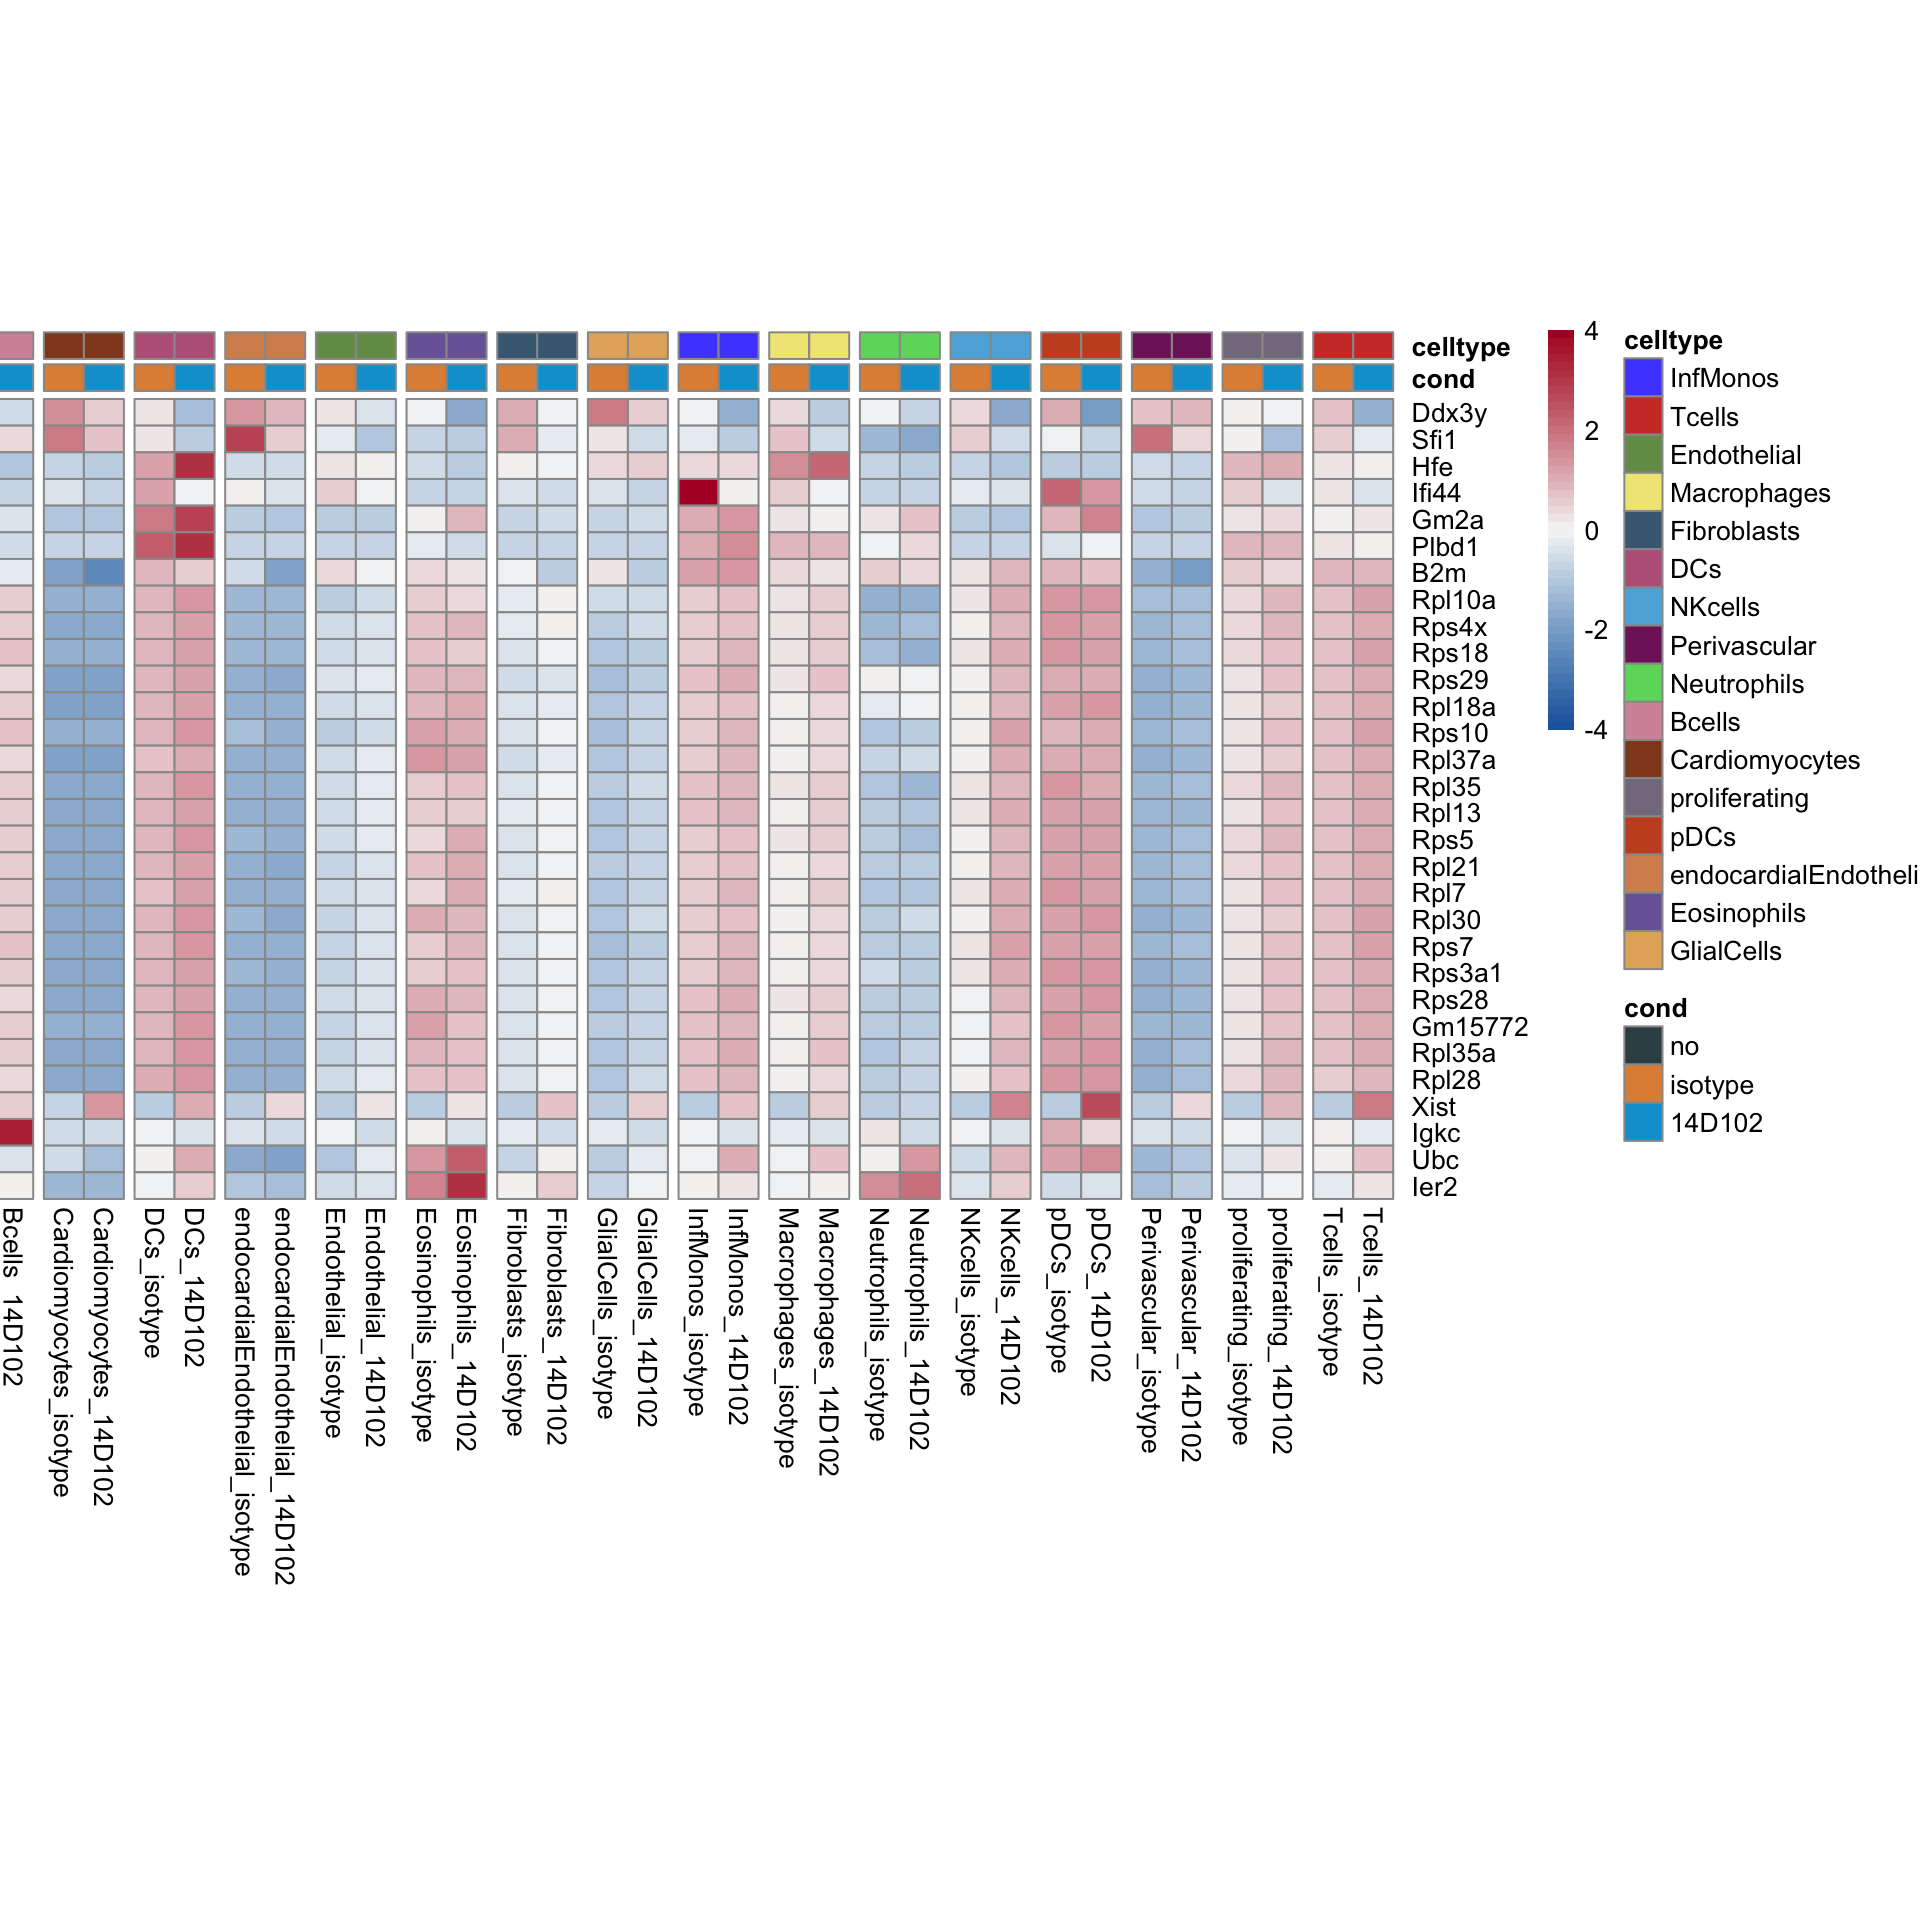 celltype
cond
Ddx3y
Sfi1
Hfe
Ifi44
Gm2a
Plbd1
B2m
Rpl10a
Rps4x
Rps18
Rps29
Rpl18a
Rps10
Rpl37a
Rpl35
Rpl13
Rps5
Rpl21
Rpl7
Rpl30
Rps7
Rps3a1
Rps28
Gm15772
Rpl35a
Rpl28
Xist
Igkc
Ubc
Ier2
Bcells_14D102
Cardiomyocytes_isotype
Cardiomyocytes_14D102
DCs_isotype
DCs_14D102
endocardialEndothelial_isotype
endocardialEndothelial_14D102
Endothelial_isotype
Endothelial_14D102
Eosinophils_isotype
Eosinophils_14D102
Fibroblasts_isotype
Fibroblasts_14D102
GlialCells_isotype
GlialCells_14D102
InfMonos_isotype
InfMonos_14D102
Macrophages_isotype
Macrophages_14D102
Neutrophils_isotype
Neutrophils_14D102
NKcells_isotype
NKcells_14D102
pDCs_isotype
pDCs_14D102
Perivascular_isotype
Perivascular_14D102
proliferating_isotype
proliferating_14D102
Tcells_isotype
Tcells_14D102
4
2
0
-2
-4
celltype
InfMonos
Tcells
Endothelial
Macrophages
Fibroblasts
DCs
NKcells
Perivascular
Neutrophils
Bcells
Cardiomyocytes
proliferating
pDCs
endocardialEndotheli
Eosinophils
GlialCells
cond
no
isotype
14D102